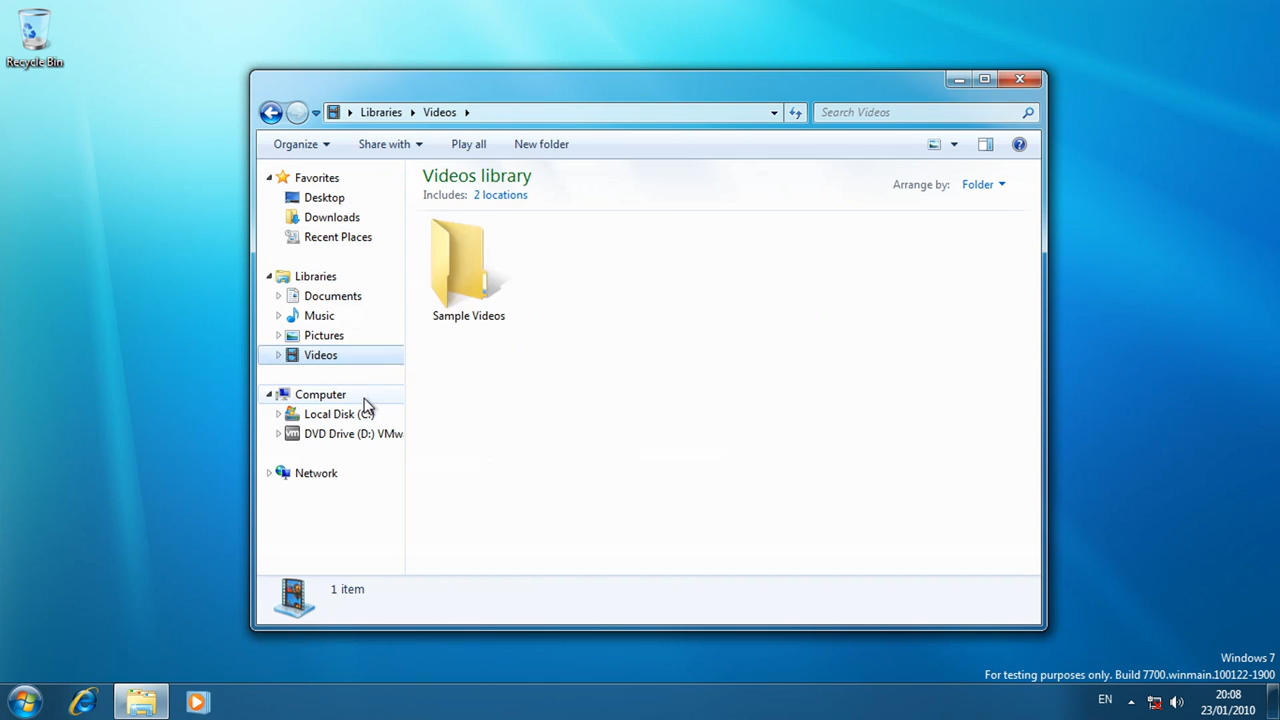 Recycle Bin
Libraries
Videos
Search Videos
Organize
Share with
Play all
New folder
Favorites
Desktop
Downloads
Recent Places
Libraries
Documents
Music
Pictures
Videos
Computer
Local Disk (C:)
DVD Drive (D:) VMw
Network
Videos library
Includes: 2 locations
Arrange by: Folder
Sample Videos
1 item
Windows 7
For testing purposes only. Build 7700.winmain.100122-1900
EN
20:08
23/01/2010
vm